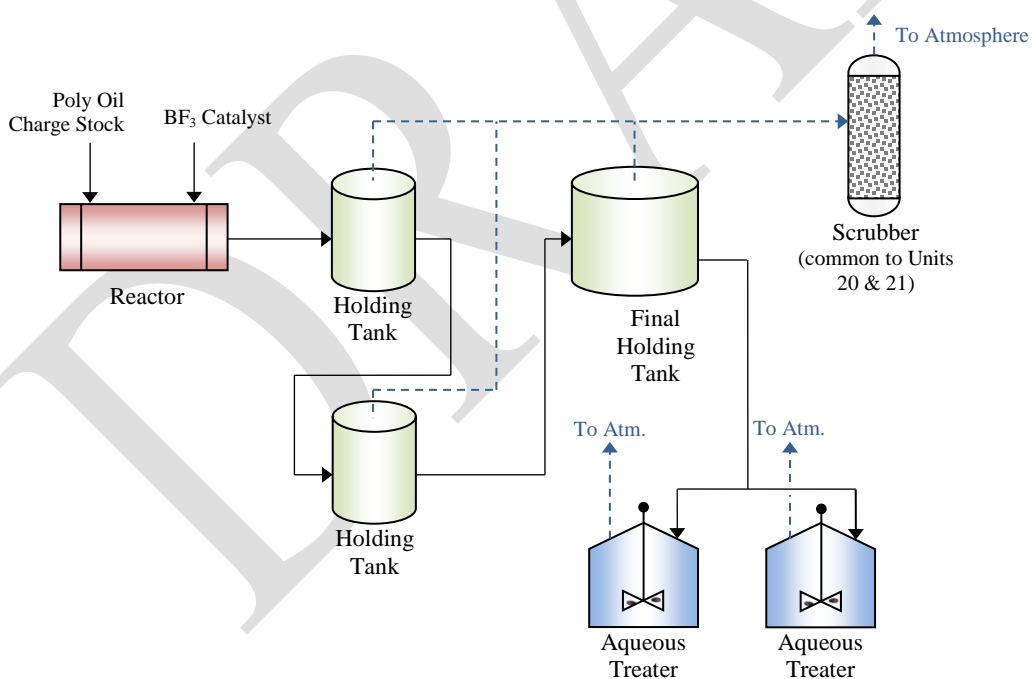 To Atmosphere
Poly Oil
Charge Stock
BF₃ Catalyst
Reactor
Holding
Tank
Final
Holding
Tank
Scrubber
(common to Units
20 & 21)
Holding
Tank
To Atm.
To Atm.
Aqueous
Treater
Aqueous
Treater
DRA